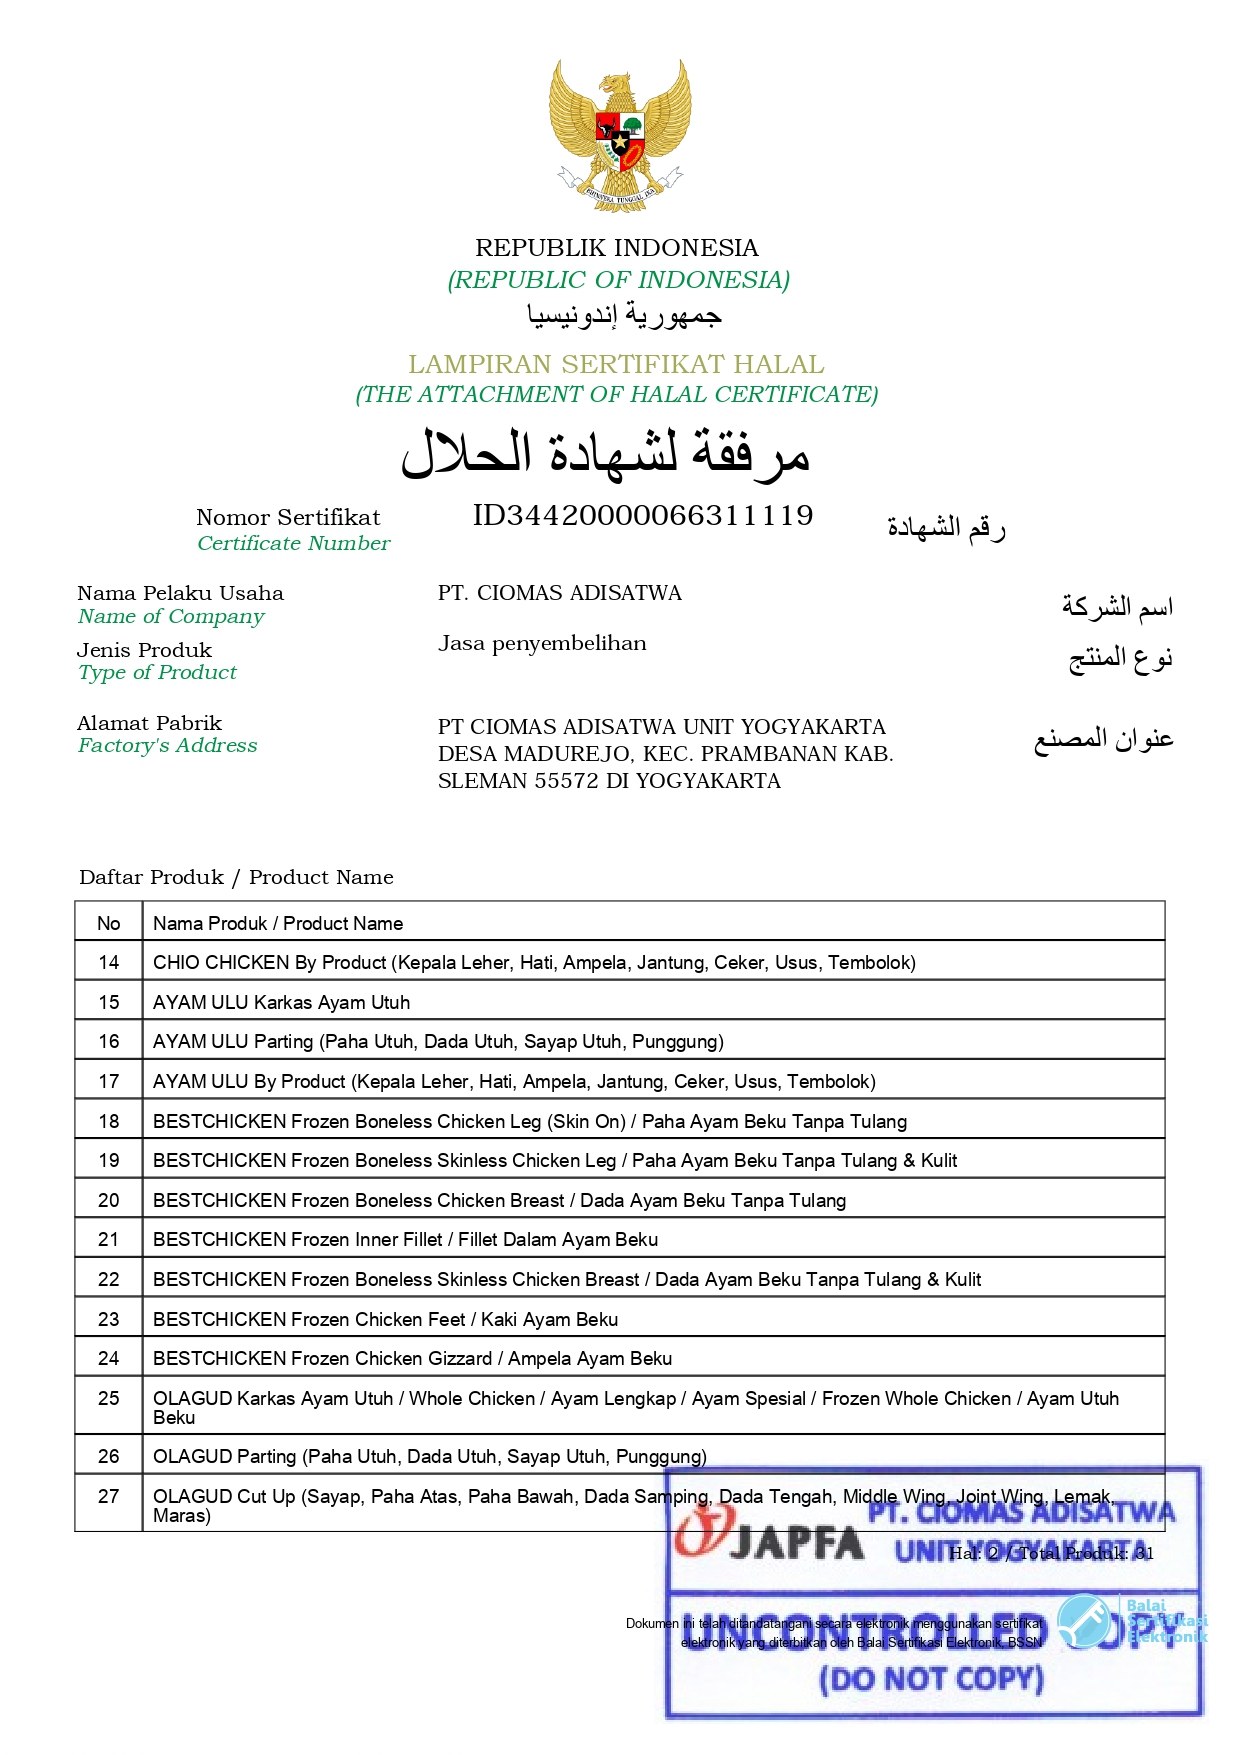 BHINNEKA TUNGGAL IKA
REPUBLIK INDONESIA
(REPUBLIC OF INDONESIA)
جمهورية إندونيسيا
LAMPIRAN SERTIFIKAT HALAL
(THE ATTACHMENT OF HALAL CERTIFICATE)
مرفقة لشهادة الحلال
Nomor Sertifikat ID34420000066311119 رقم الشهادة
Certificate Number
Nama Pelaku Usaha PT. CIOMAS ADISATWA اسم الشركة
Name of Company
Jenis Produk Jasa penyembelihan نوع المنتج
Type of Product
Alamat Pabrik PT CIOMAS ADISATWA UNIT YOGYAKARTA عنوان المصنع
Factory's Address DESA MADUREJO, KEC. PRAMBANAN KAB.
SLEMAN 55572 DI YOGYAKARTA
Daftar Produk / Product Name
No Nama Produk / Product Name
14 CHIO CHICKEN By Product (Kepala Leher, Hati, Ampela, Jantung, Ceker, Usus, Tembolok)
15 AYAM ULU Karkas Ayam Utuh
16 AYAM ULU Parting (Paha Utuh, Dada Utuh, Sayap Utuh, Punggung)
17 AYAM ULU By Product (Kepala Leher, Hati, Ampela, Jantung, Ceker, Usus, Tembolok)
18 BESTCHICKEN Frozen Boneless Chicken Leg (Skin On) / Paha Ayam Beku Tanpa Tulang
19 BESTCHICKEN Frozen Boneless Skinless Chicken Leg / Paha Ayam Beku Tanpa Tulang & Kulit
20 BESTCHICKEN Frozen Boneless Chicken Breast / Dada Ayam Beku Tanpa Tulang
21 BESTCHICKEN Frozen Inner Fillet / Fillet Dalam Ayam Beku
22 BESTCHICKEN Frozen Boneless Skinless Chicken Breast / Dada Ayam Beku Tanpa Tulang & Kulit
23 BESTCHICKEN Frozen Chicken Feet / Kaki Ayam Beku
24 BESTCHICKEN Frozen Chicken Gizzard / Ampela Ayam Beku
25 OLAGUD Karkas Ayam Utuh / Whole Chicken / Ayam Lengkap / Ayam Spesial / Frozen Whole Chicken / Ayam Utuh
Beku
26 OLAGUD Parting (Paha Utuh, Dada Utuh, Sayap Utuh, Punggung)
27 OLAGUD Cut Up (Sayap, Paha Atas, Paha Bawah, Dada Samping, Dada Tengah, Middle Wing, Joint Wing, Lemak,
Maras)
JAPFA PT. CIOMAS ADISATWA
UNIT YOGYAKARTA
Hal: 2 / Total Produk: 31
Dokumen ini telah ditandatangani secara elektronik menggunakan sertifikat
elektronik yang diterbitkan oleh Balai Sertifikasi Elektronik, BSSN
Balai
Sertifikasi
Elektronik
UNCONTROLLED COPY
(DO NOT COPY)